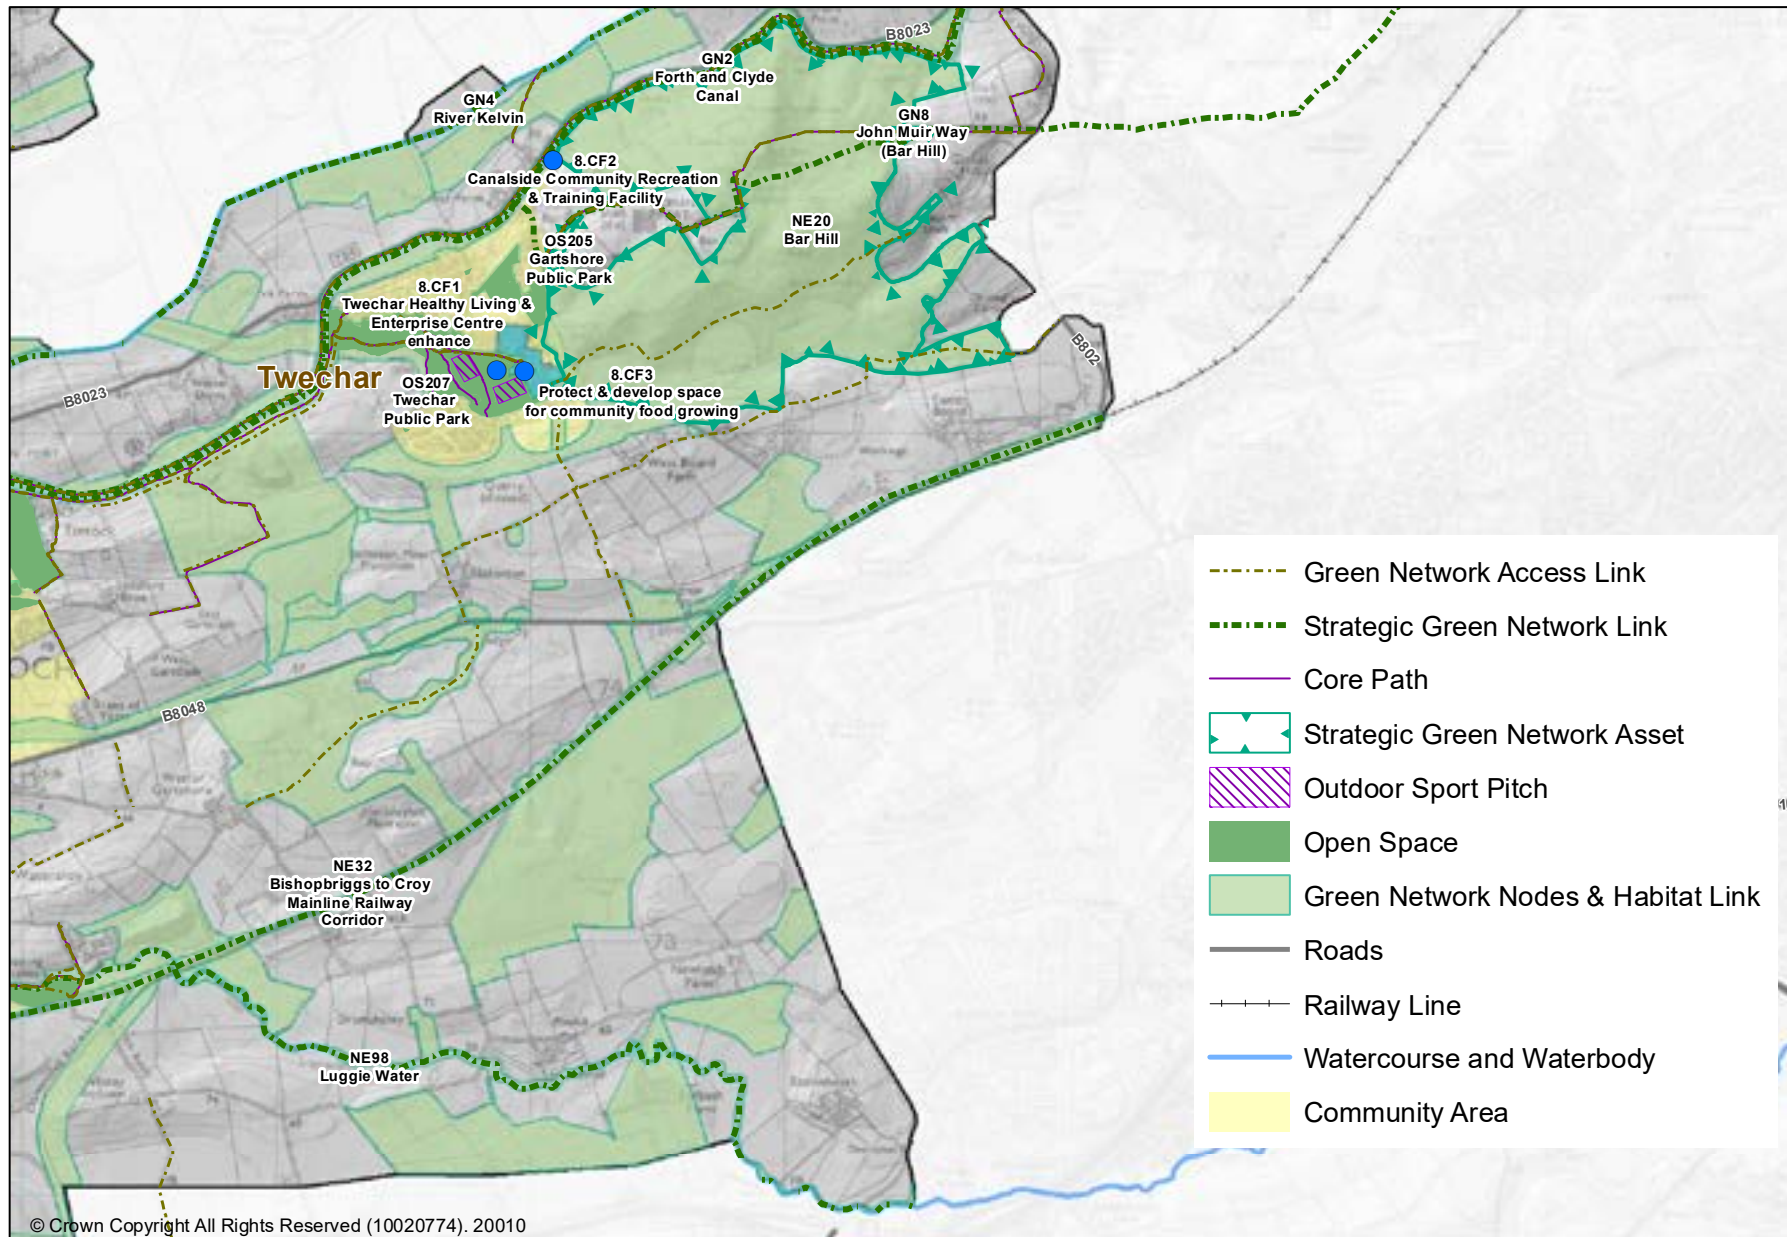 B8023
GN2
Forth and Clyde
Canal
GN4
River Kelvin
GN8
John Muir Way
(Bar Hill)
8.CF2
Canalside Community Recreation
& Training Facility
NE20
Bar Hill
OS205
Gartshore
Public Park
8.CF1
Twechar Healthy Living &
Enterprise Centre
enhance
B802
Twechar
B8023
OS207
Twechar
Public Park
8.CF3
Protect & develop space
for community food growing
B8048
NE32
Bishopbriggs to Croy
Mainline Railway
Corridor
NE98
Luggie Water
Green Network Access Link
Strategic Green Network Link
Core Path
Strategic Green Network Asset
Outdoor Sport Pitch
Open Space
Green Network Nodes & Habitat Link
Roads
Railway Line
Watercourse and Waterbody
Community Area
© Crown Copyright All Rights Reserved (10020774). 20010